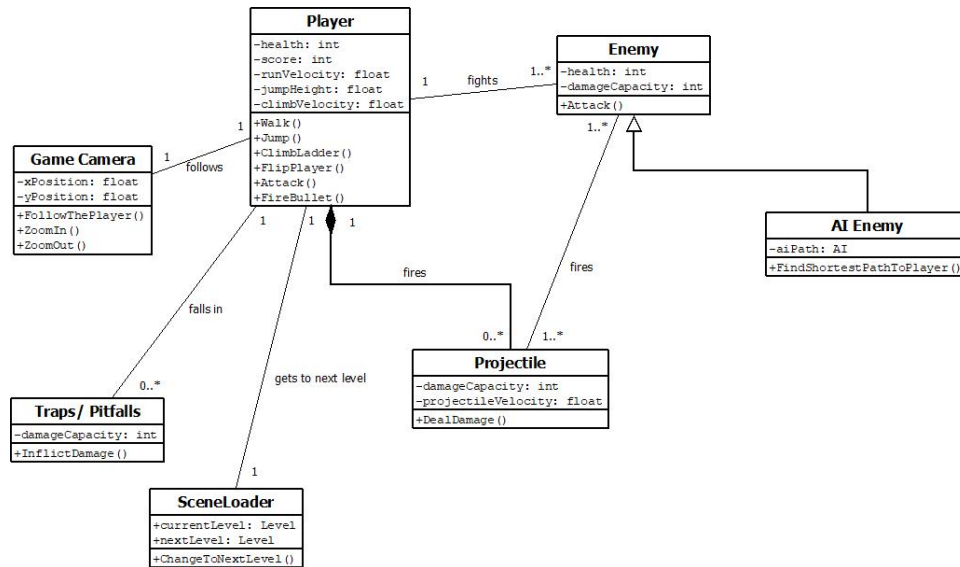 Player
-health: int
-score: int
-runVelocity: float
-jumpHeight: float
-climbVelocity: float
+Walk()
+Jump()
+ClimbLadder()
+FlipPlayer()
+Attack()
+FireBullet()
Enemy
-health: int
-damageCapacity: int
+Attack()
1
fights
1..*
1
follows
1
Game Camera
-xPosition: float
-yPosition: float
+FollowThePlayer()
+ZoomIn()
+ZoomOut()
1..*
fires
1..*
AI Enemy
-aiPath: AI
+FindShortestPathToPlayer()
1
1
1
fires
0..*
falls in
0..*
gets to next level
1
Projectile
-damageCapacity: int
-projectileVelocity: float
+DealDamage()
Traps/ Pitfalls
-damageCapacity: int
+InflictDamage()
SceneLoader
+currentLevel: Level
+nextLevel: Level
+ChangeToNextLevel()